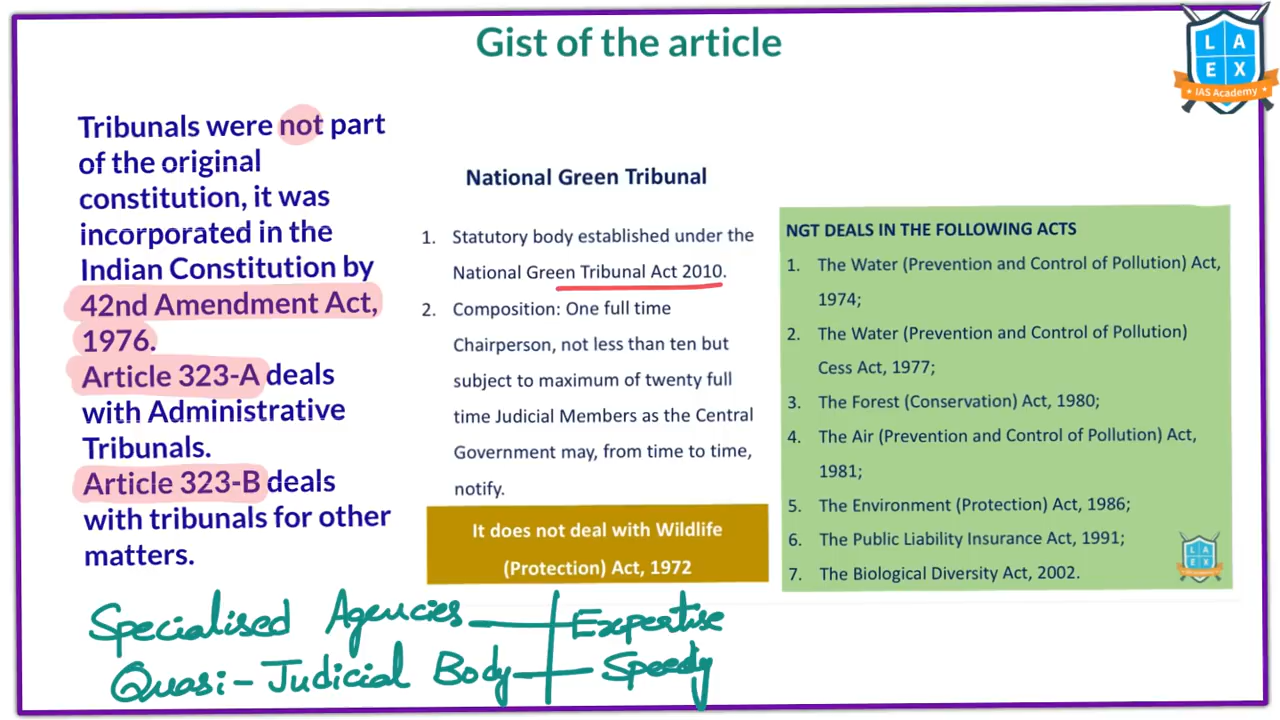 Gist of the article
L A
E X
IAS Academy
Tribunals were not part
of the original
constitution, it was
incorporated in the
Indian Constitution by
42nd Amendment Act,
1976.
Article 323-A deals
with Administrative
Tribunals.
Article 323-B deals
with tribunals for other
matters.
National Green Tribunal
1. Statutory body established under the
National Green Tribunal Act 2010.
2. Composition: One full time
Chairperson, not less than ten but
subject to maximum of twenty full
time Judicial Members as the Central
Government may, from time to time,
notify.
It does not deal with Wildlife
(Protection) Act, 1972
NGT DEALS IN THE FOLLOWING ACTS
1. The Water (Prevention and Control of Pollution) Act,
1974;
2. The Water (Prevention and Control of Pollution)
Cess Act, 1977;
3. The Forest (Conservation) Act, 1980;
4. The Air (Prevention and Control of Pollution) Act,
1981;
5. The Environment (Protection) Act, 1986;
6. The Public Liability Insurance Act, 1991;
7. The Biological Diversity Act, 2002.
L A
E X
Specialised Agencies Expertise
Quasi-Judicial Body Speedy